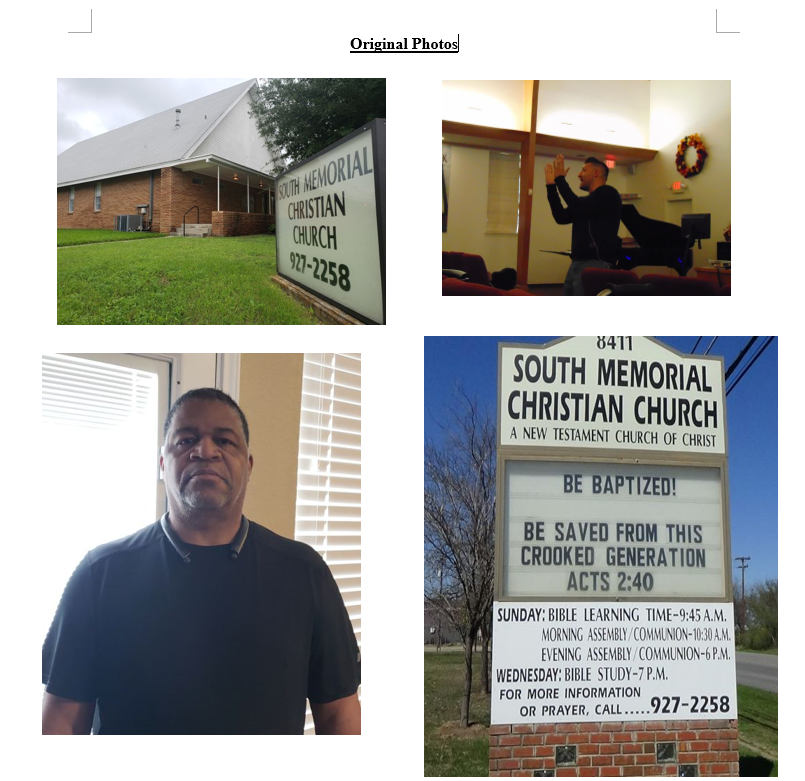 Original Photos
SOUTH MEMORIAL
CHRISTIAN
CHURCH
927-2258
8411
SOUTH MEMORIAL
CHRISTIAN CHURCH
A NEW TESTAMENT CHURCH OF CHRIST
BE BAPTIZED!
BE SAVED FROM THIS
CROOKED GENERATION
ACTS 2:40
SUNDAY: BIBLE LEARNING TIME-9:45 A.M.
MORNING ASSEMBLY/COMMUNION-10:30 A.M.
EVENING ASSEMBLY/COMMUNION-6 P.M.
WEDNESDAY: BIBLE STUDY-7 P.M.
FOR MORE INFORMATION
OR PRAYER, CALL.....927-2258